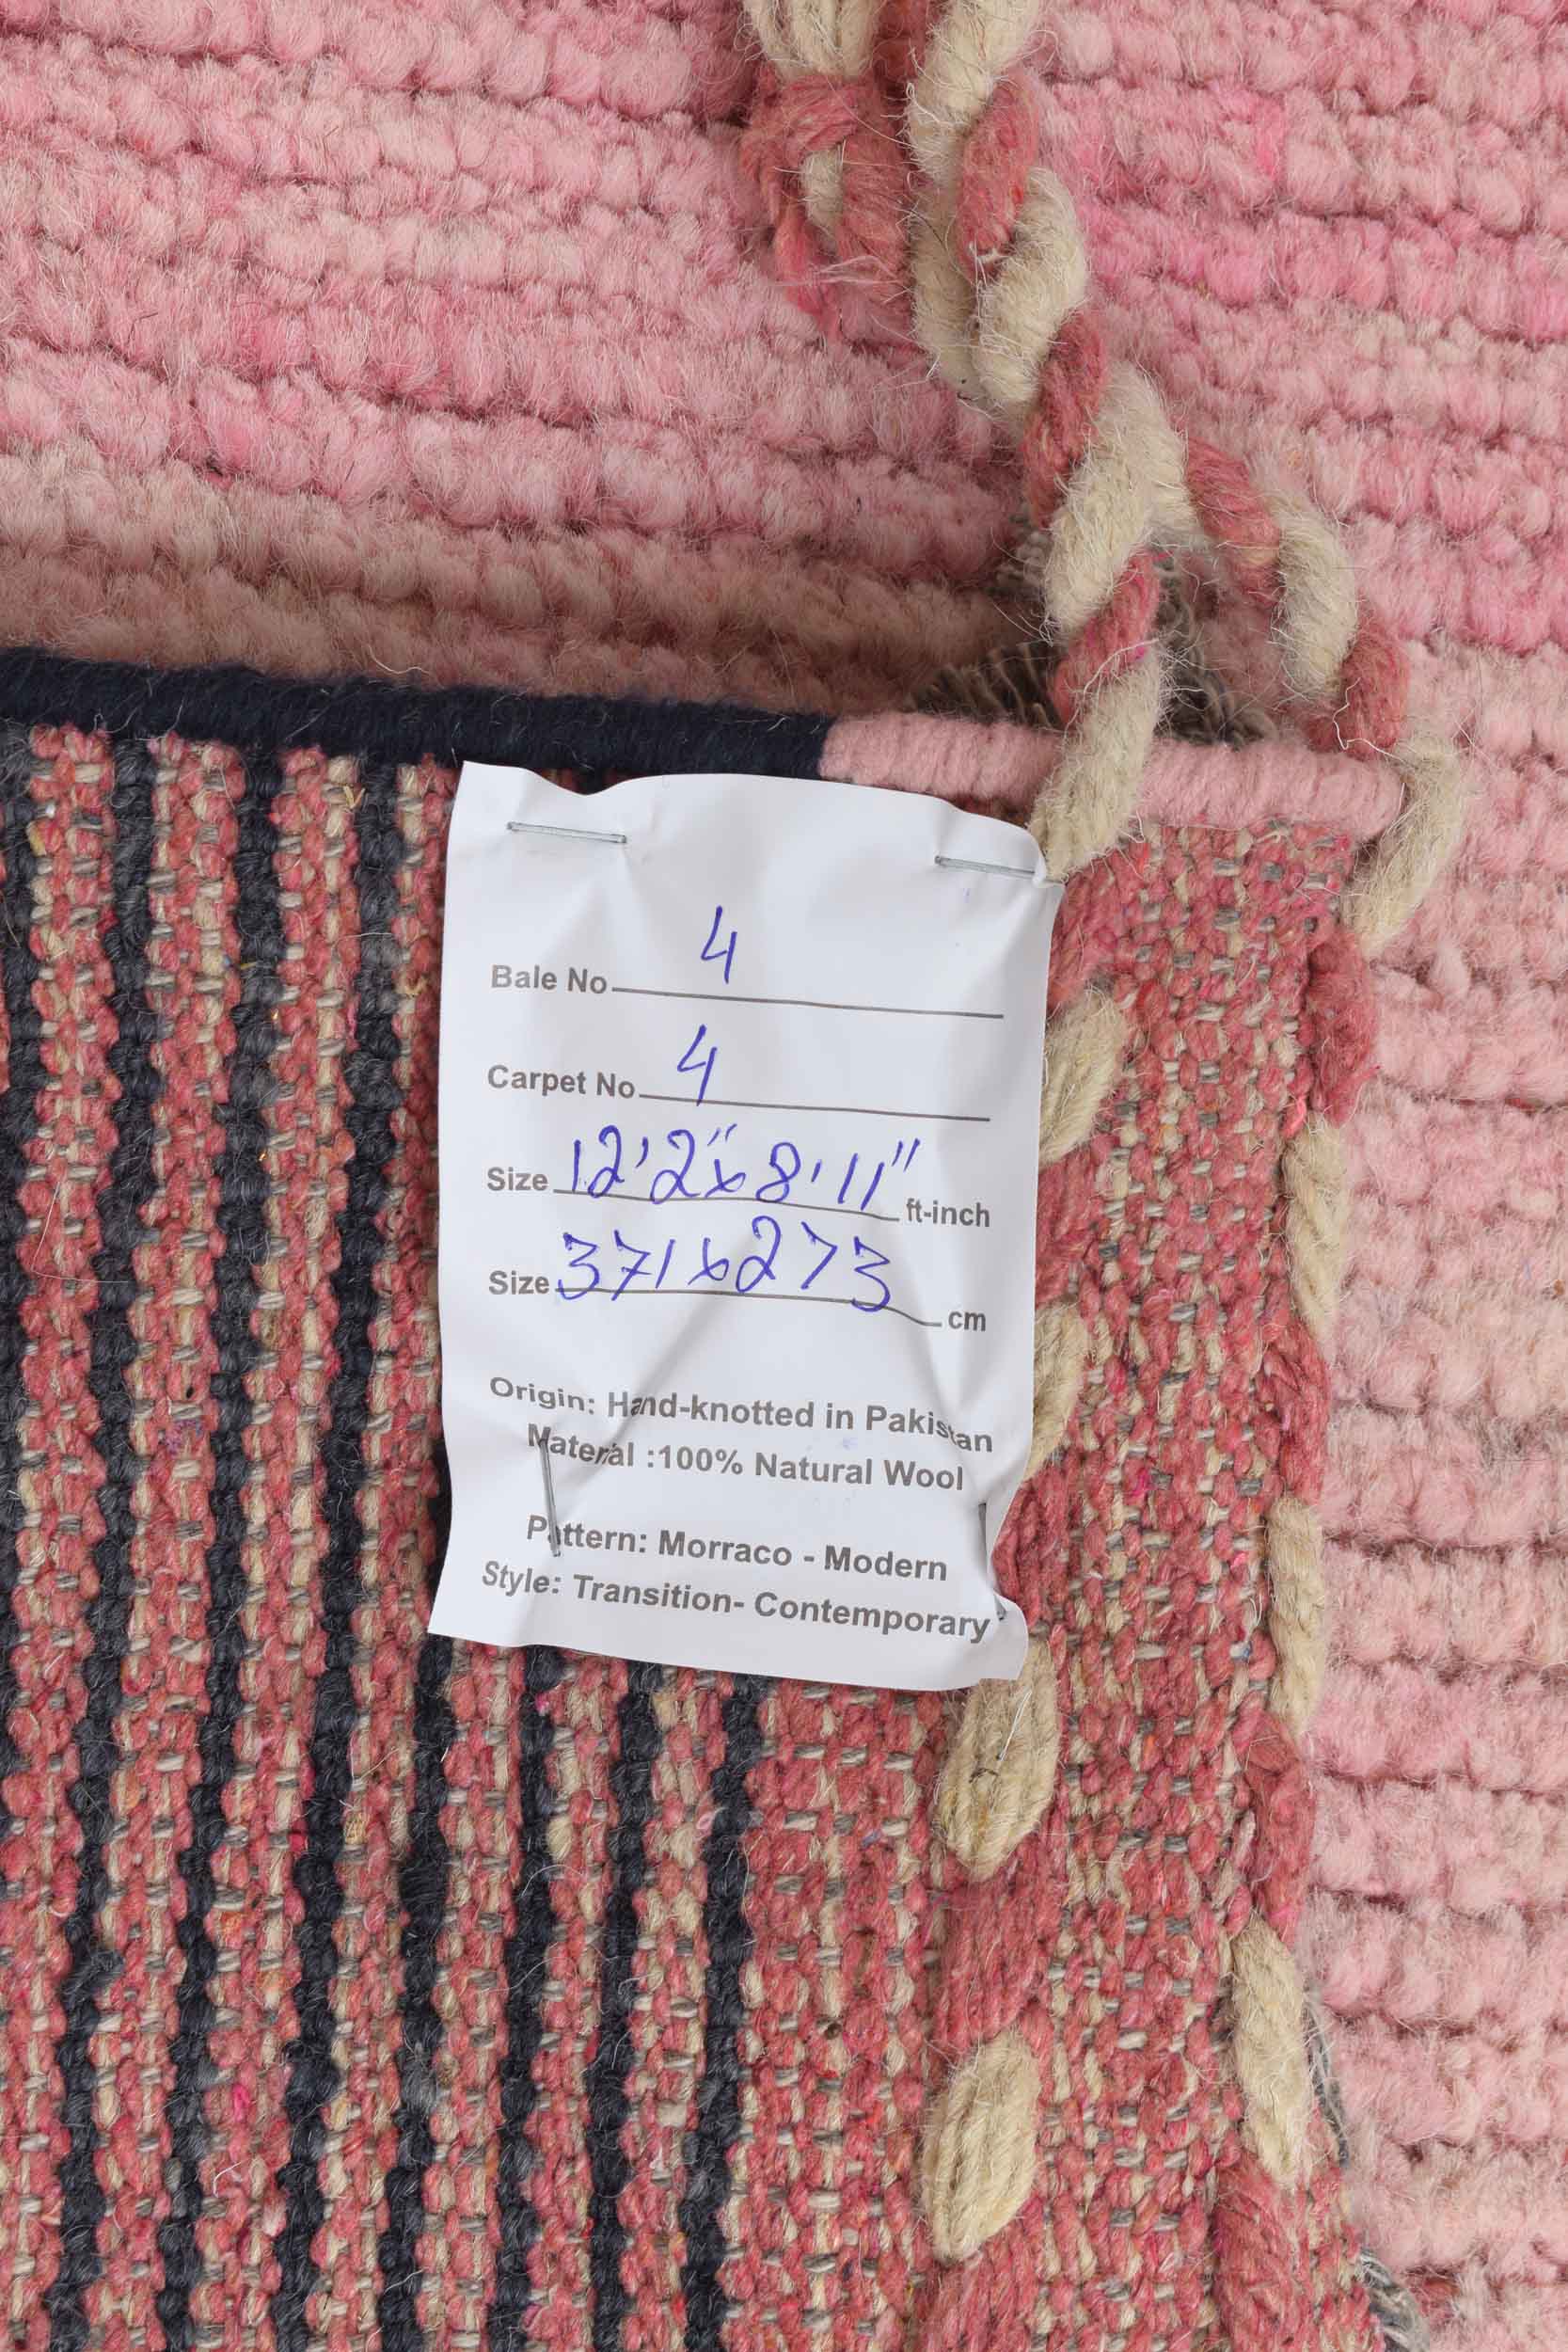 Bale No 4
Carpet No 4
Size 12'2"x8'11" ft-inch
Size 371x273 cm
Origin: Hand-knotted in Pakistan
Materal :100% Natural Wool
Pattern: Morraco - Modern
Style: Transition- Contemporary